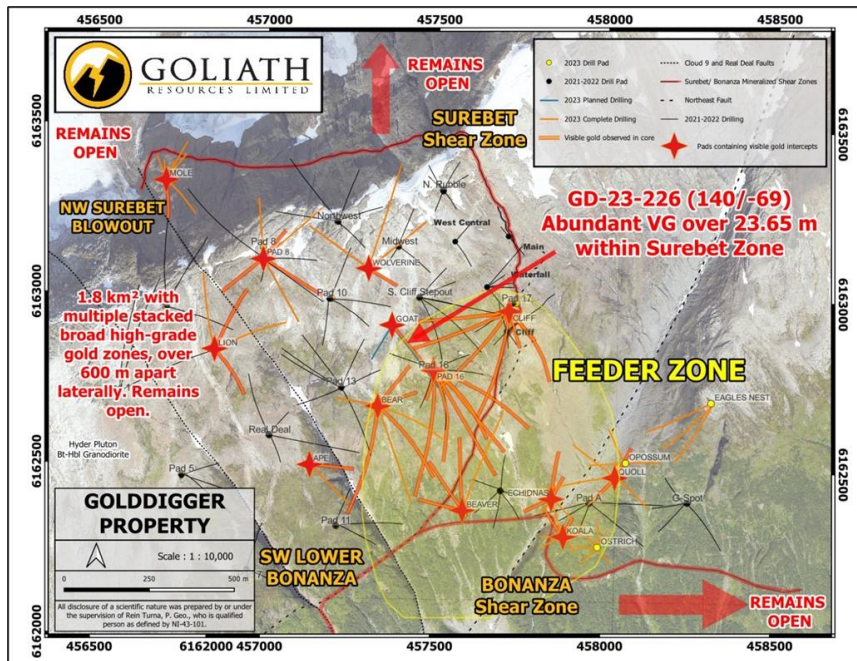 456500
457000
457500
458000
458500
GOLIATH
RESOURCES LIMITED
REMAINS
OPEN
2023 Drill Pad
2021-2022 Drill Pad
2023 Planned Drilling
2023 Complete Drilling
Visible gold observed in core
Cloud 9 and Real Deal Faults
Surebet/ Bonanza Mineralized Shear Zones
Northeast Fault
2021-2022 Drilling
Pads containing visible gold intercepts
6163500
6163500
SUREBET
Shear Zone
REMAINS
OPEN
MOLE
NW SUREBET
BLOWOUT
N. Rubble
Northwest
West Central
Midwest
Main
GD-23-226 (140/-69)
Abundant VG over 23.65 m
within Surebet Zone
Pad 8
PAD 8
WOLVERINE
Waterfall
6163000
6163000
1.8 km² with
multiple stacked
broad high-grade
gold zones, over
600 m apart
laterally. Remains
open.
Pad 10
S. Cliff Stepout
Pad 17
GOAT
CLIFF
Cliff
LION
Pad 16
PAD 16
FEEDER ZONE
Pad 13
BEAR
EAGLES NEST
Real Deal
Hyder Pluton
Bt-Hbl Granodiorite
Pad 5
APE
OPOSSUM
QUOLL
6162500
6162500
ECHIDNAS
Pad A
G-Spot
BEAVER
Pad 11
KOALA
OSTRICH
GOLDDIGGER
PROPERTY
Scale : 1 : 10,000
0
250
500 m
SW LOWER
BONANZA
BONANZA
Shear Zone
REMAINS
OPEN
All disclosure of a scientific nature was prepared by or under
the supervision of Rein Turna, P. Geo., who is qualified
person as defined by NI-43-101.
6162000
6162000
456500
457000
457500
458000
458500